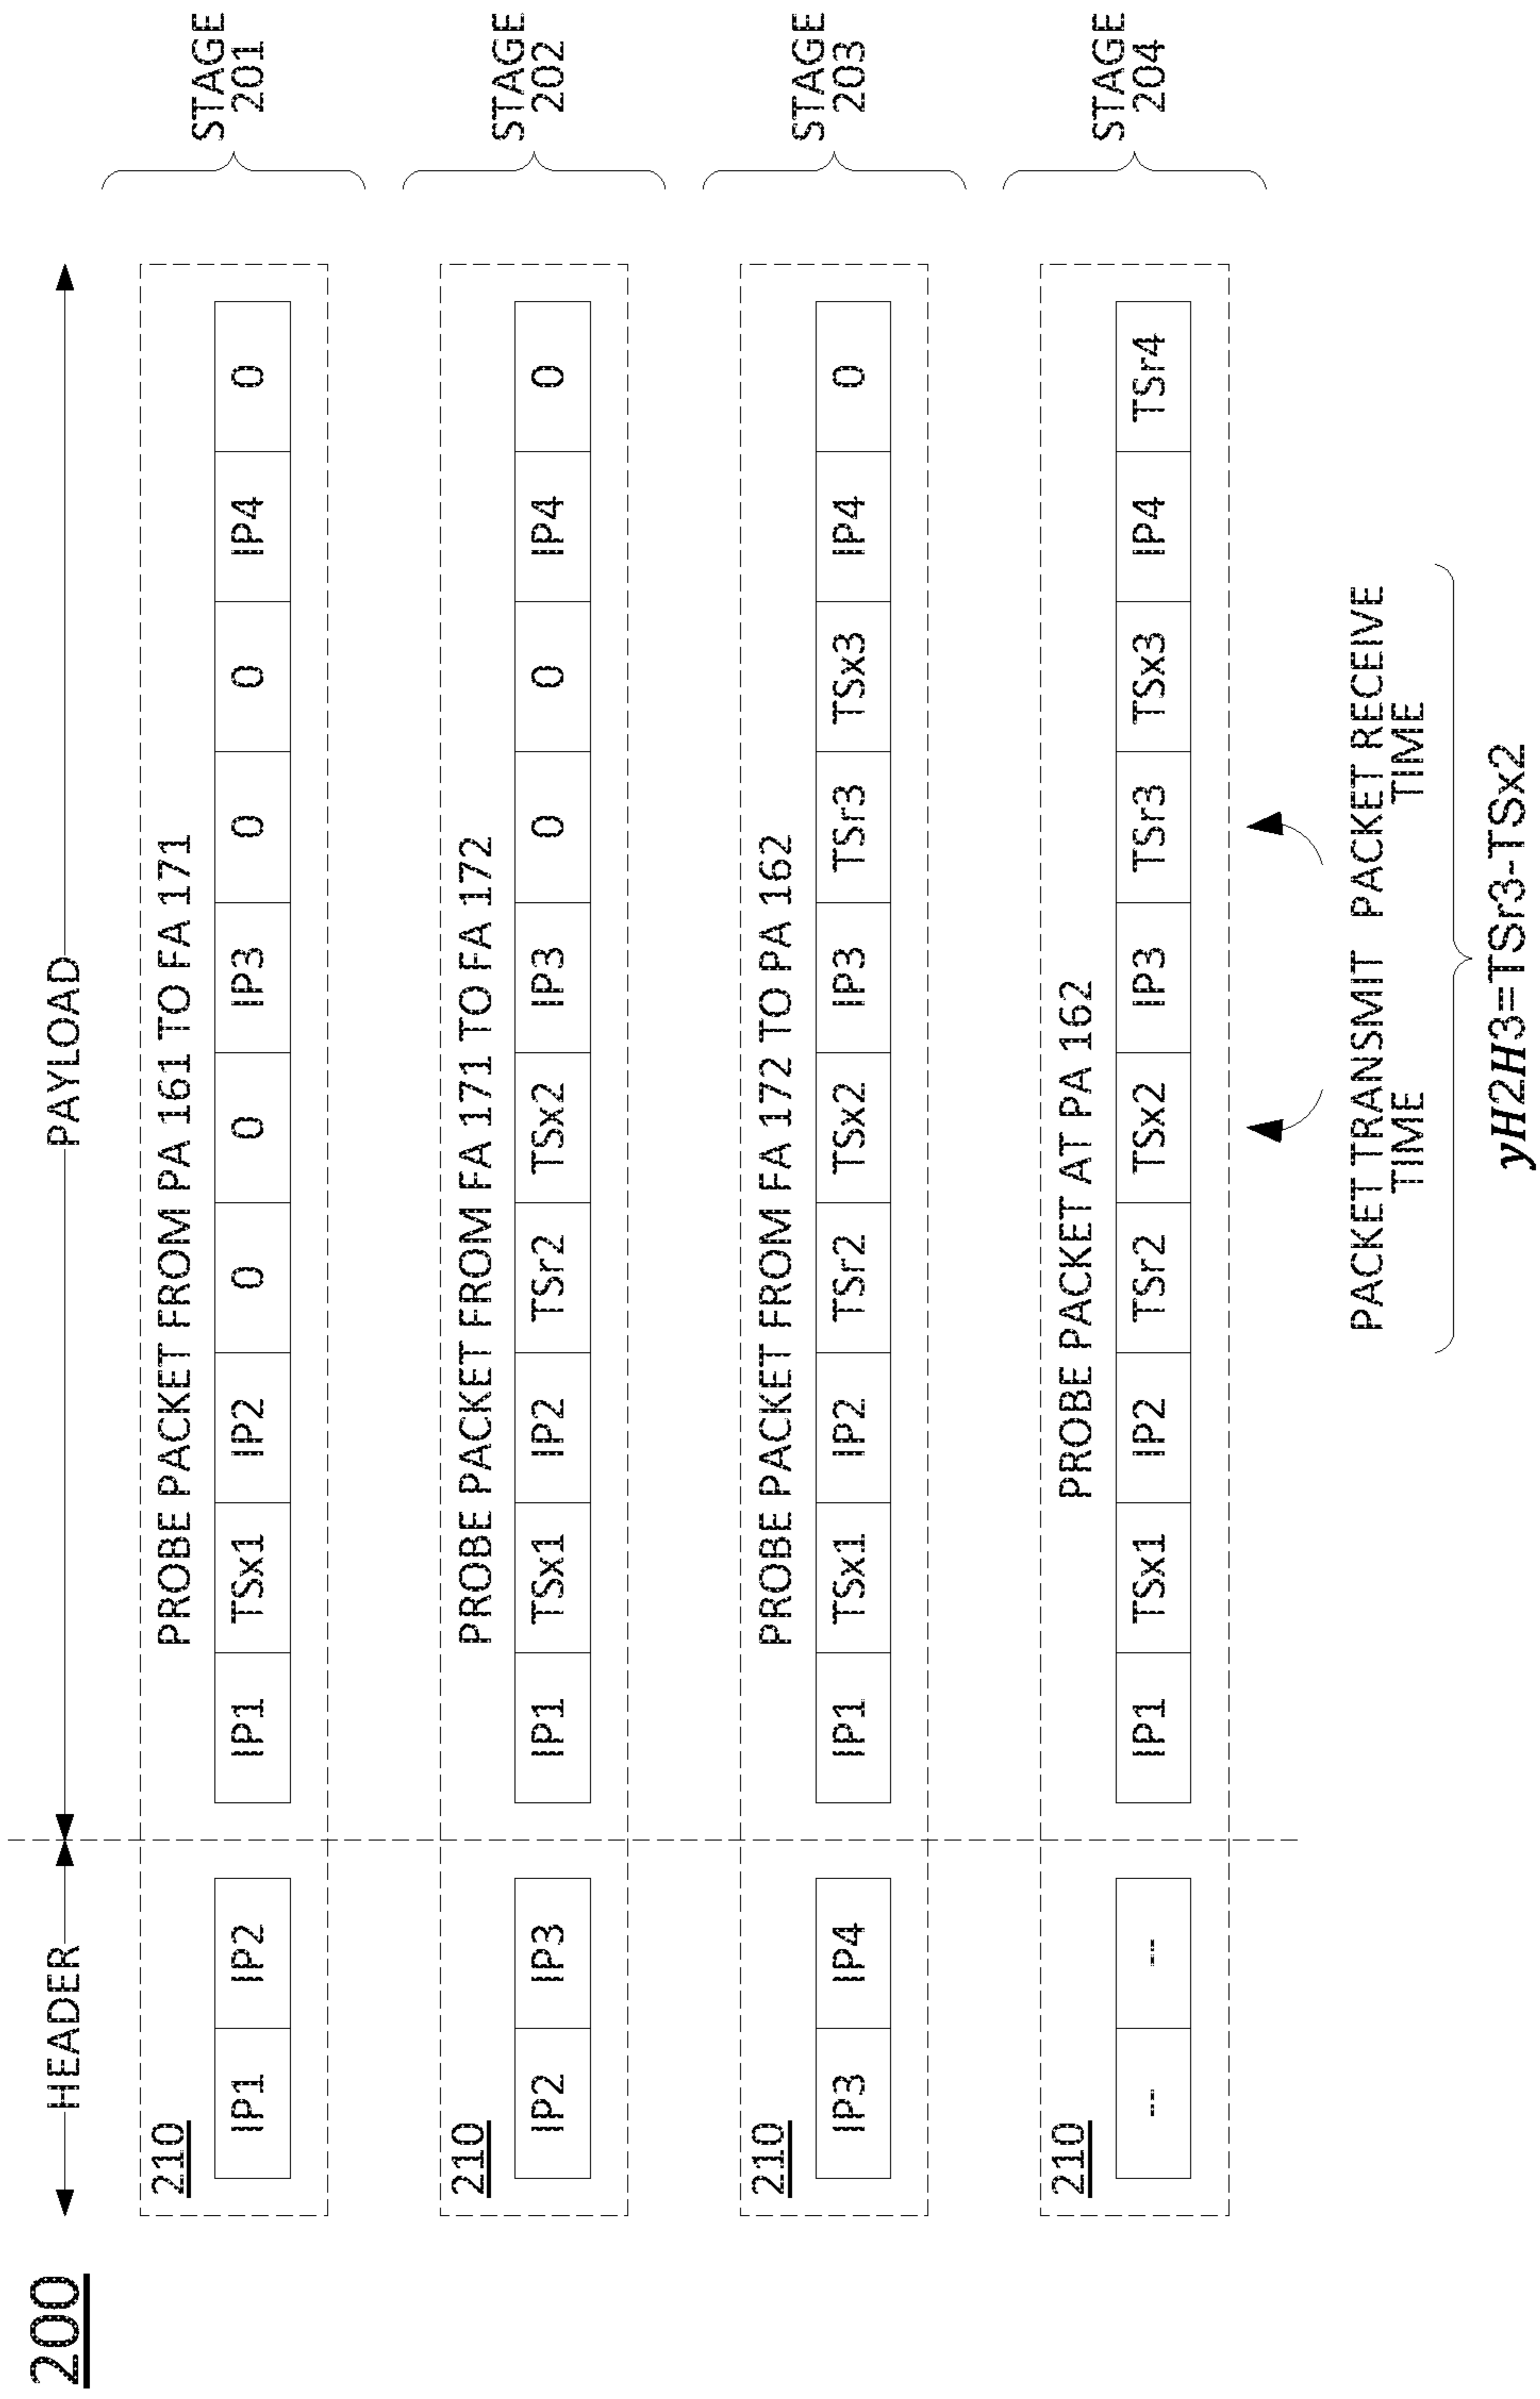 200
HEADER PAYLOAD
210 PROBE PACKET FROM PA 161 TO FA 171
IP1 IP2 IP1 TSx1 IP2 0 0 IP3 0 0 IP4 0
STAGE
201
210 PROBE PACKET FROM FA 171 TO FA 172
IP2 IP3 IP1 TSx1 IP2 TSr2 TSx2 IP3 0 0 IP4 0
STAGE
202
210 PROBE PACKET FROM FA 172 TO PA 162
IP3 IP4 IP1 TSx1 IP2 TSr2 TSx2 IP3 TSr3 TSx3 IP4 0
STAGE
203
210 PROBE PACKET AT PA 162
-- -- IP1 TSx1 IP2 TSr2 TSx2 IP3 TSr3 TSx3 IP4 TSr4
STAGE
204
PACKET TRANSMIT
TIME
PACKET RECEIVE
TIME
yH2H3=TSr3-TSx2